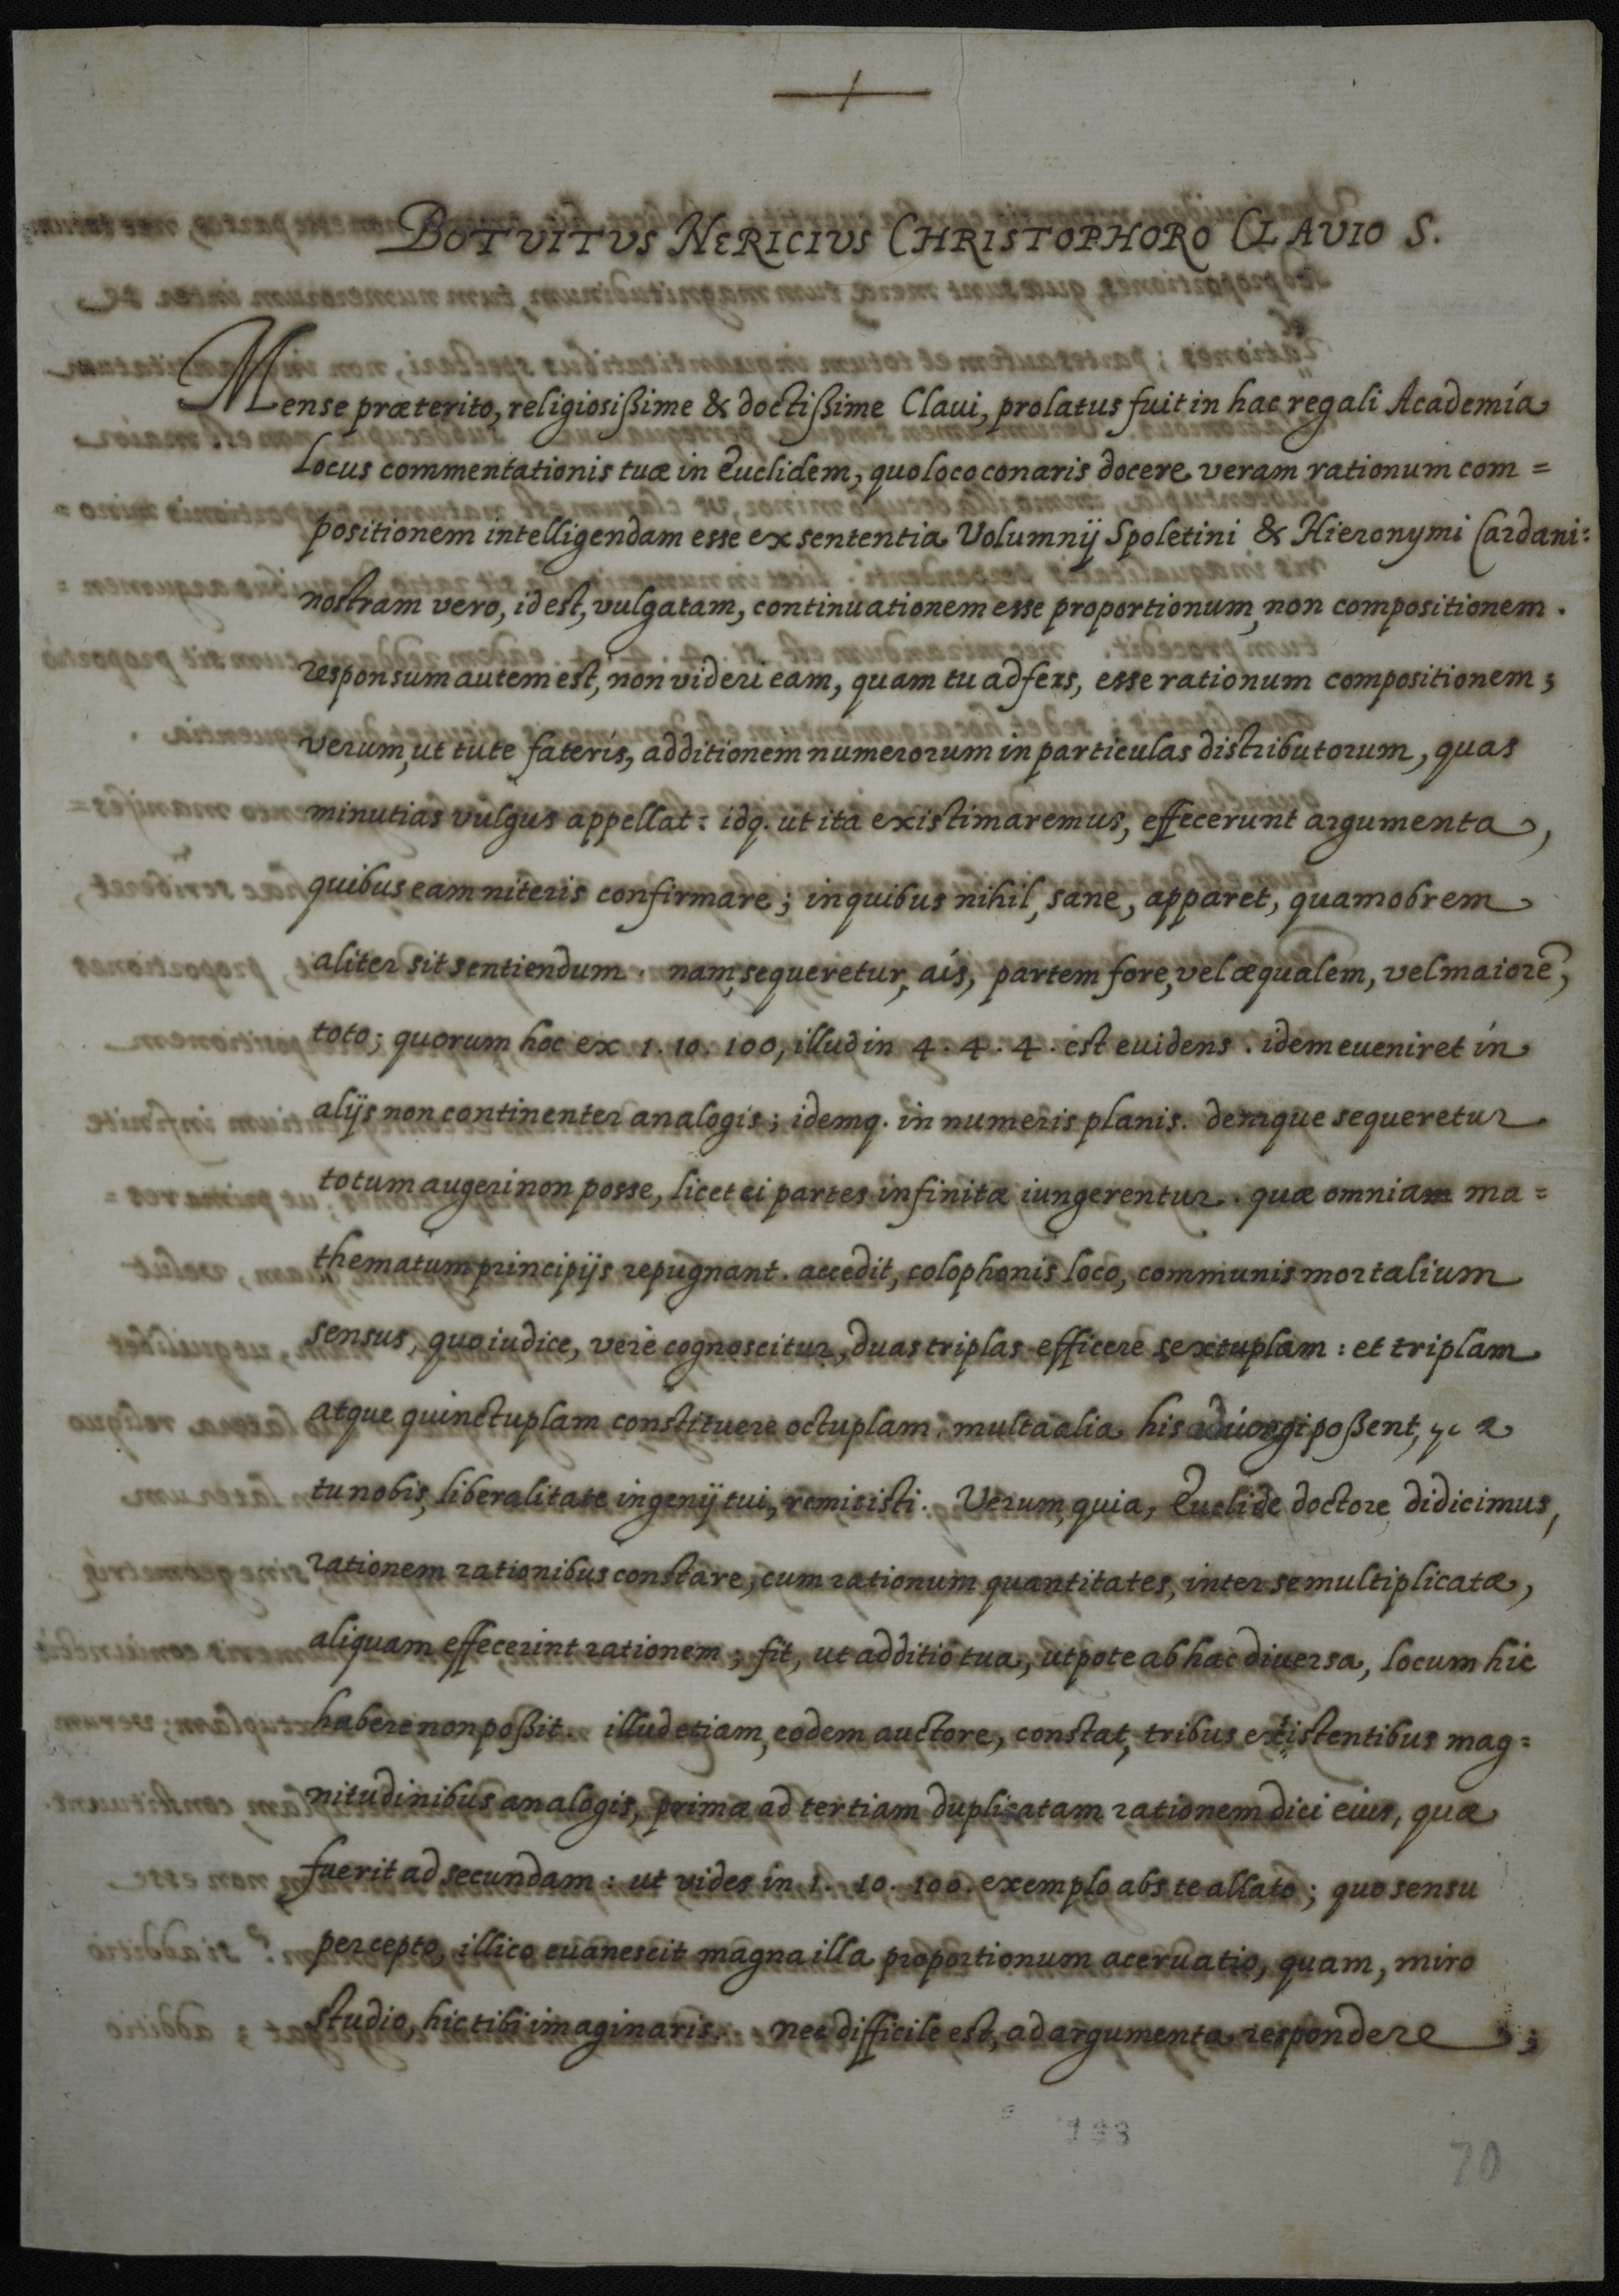 BOTVITVS NERICIVS CHRISTOPHORO CLAVIO S.
Mense præterito, religiosißime & doctißime Claui, prolatus fuit in hac regali Academia
locus commentationis tuæ in Euclidem, quo loco conaris docere veram rationum com=
positionem intelligendam esse ex sententia Volumnij Spoletini & Hieronymi Cardani:
nostram vero, id est, vulgatam, continuationem esse proportionum, non compositionem.
responsum autem est, non videri eam, quam tu adfers, esse rationum compositionem;
verum, ut tute fateris, additionem numerorum in particulas distributorum, quas
minutias vulgus appellat: idq. ut ita existimaremus, effecerunt argumenta,
quibus eam niteris confirmare; in quibus nihil, sane, apparet, quamobrem
aliter sit sentiendum. nam, sequeretur, ais, partem fore, vel æqualem, vel maiorē,
toto; quorum hoc ex 1. 10. 100, illud in 4. 4. 4. est euidens. idem eueniret in
alijs non continenter analogis; idemq. in numeris planis. denique sequeretur
totum augeri non posse, licet ei partes infinitæ iungerentur. quæ omnia ma=
thematum principijs repugnant. accedit, colophonis loco, communis mortalium
sensus, quo iudice, vere cognoscitur, duas triplas efficere sextuplam: et triplam
atque quinctuplam constituere octuplam. multa alia his adiungi poßent,
tu nobis, liberalitate ingenij tui, remisisti. Verum, quia, Euclide doctore didicimus,
rationem rationibus constare, cum rationum quantitates, inter se multiplicatæ,
aliquam effecerint rationem; fit, ut additio tua, utpote ab hac diuersa, locum hic
habere non poßit. illud etiam, eodem auctore, constat, tribus existentibus mag=
nitudinibus analogis, primæ ad tertiam duplicatam rationem dici eius, quæ
fuerit ad secundam: ut vides in 1. 10. 100. exemplo abs te allato; quo sensu
percepto, illico euanescit magna illa proportionum aceruatio, quam, miro
studio, hic tibi imaginaris. nec difficile est, ad argumenta respondere;
70